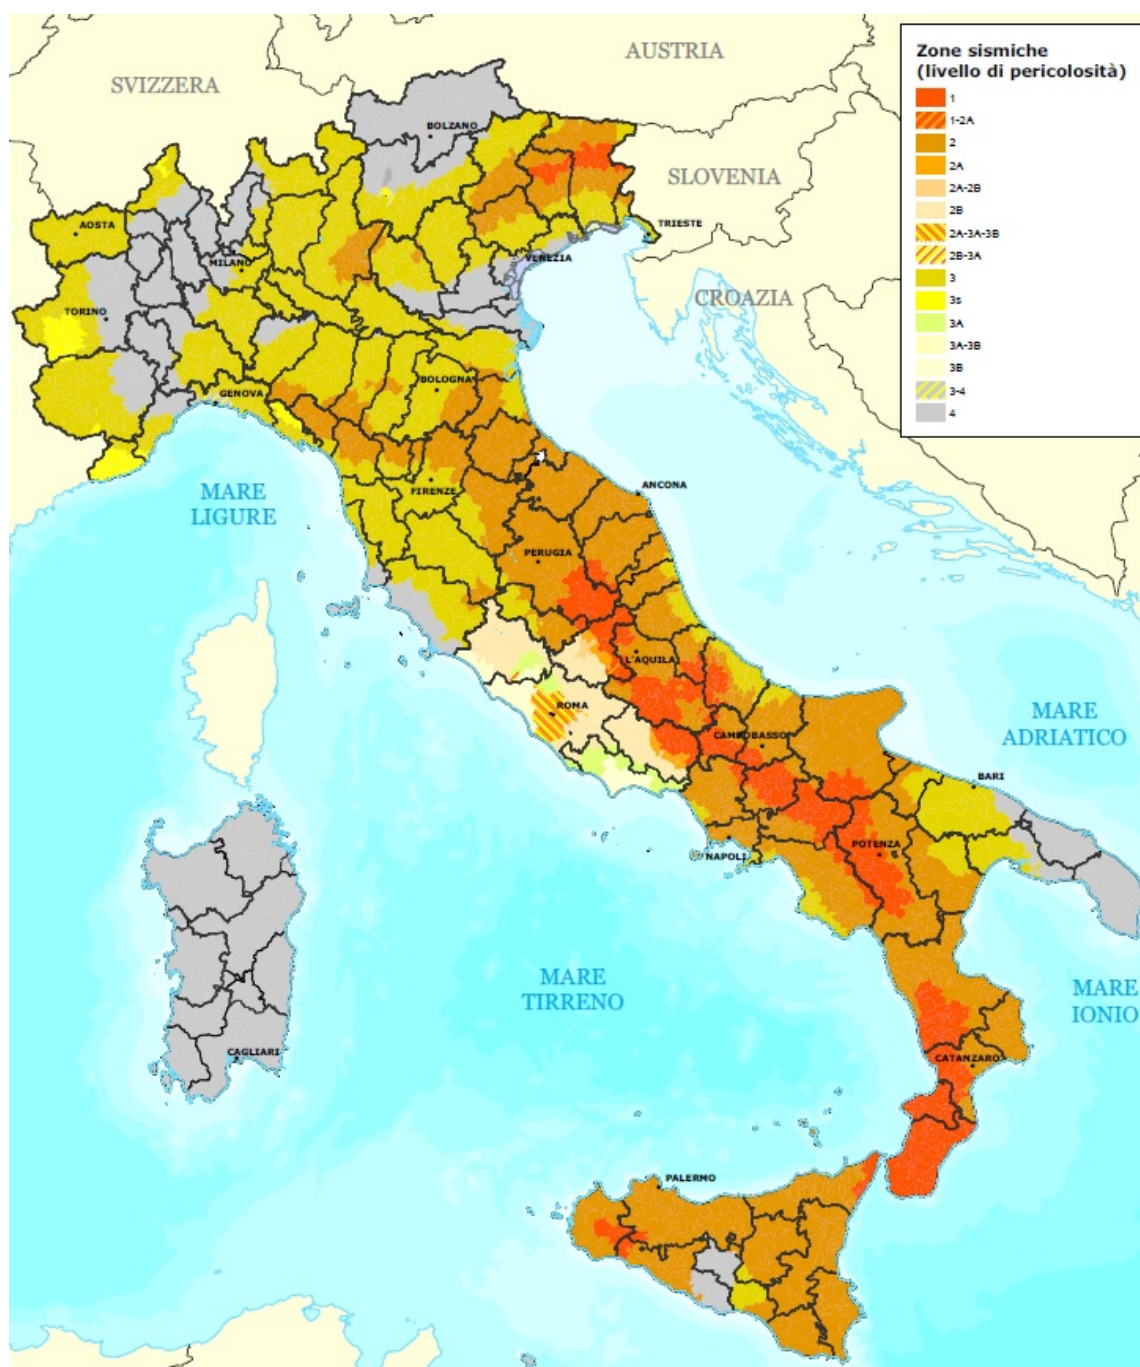 AUSTRIA
SVIZZERA
BOLZANO
SLOVENIA
AOSTA
TRIESTE
MILANO
VENEZIA
CROAZIA
TORINO
BOLOGNA
GENOVA
FIRENZE
ANCONA
MARE
LIGURE
PERUGIA
L'AQUILA
ROMA
MARE
ADRIATICO
CAMPOBASSO
BARI
NAPOLI
POTENZA
MARE
TIRRENO
MARE
IONIO
CAGLIARI
CATANZARO
PALERMO
Zone sismiche
(livello di pericolosità)
1
1-2A
2
2A
2A-2B
2B
2A-3A-3B
2B-3A
3
3s
3A
3A-3B
3B
3-4
4